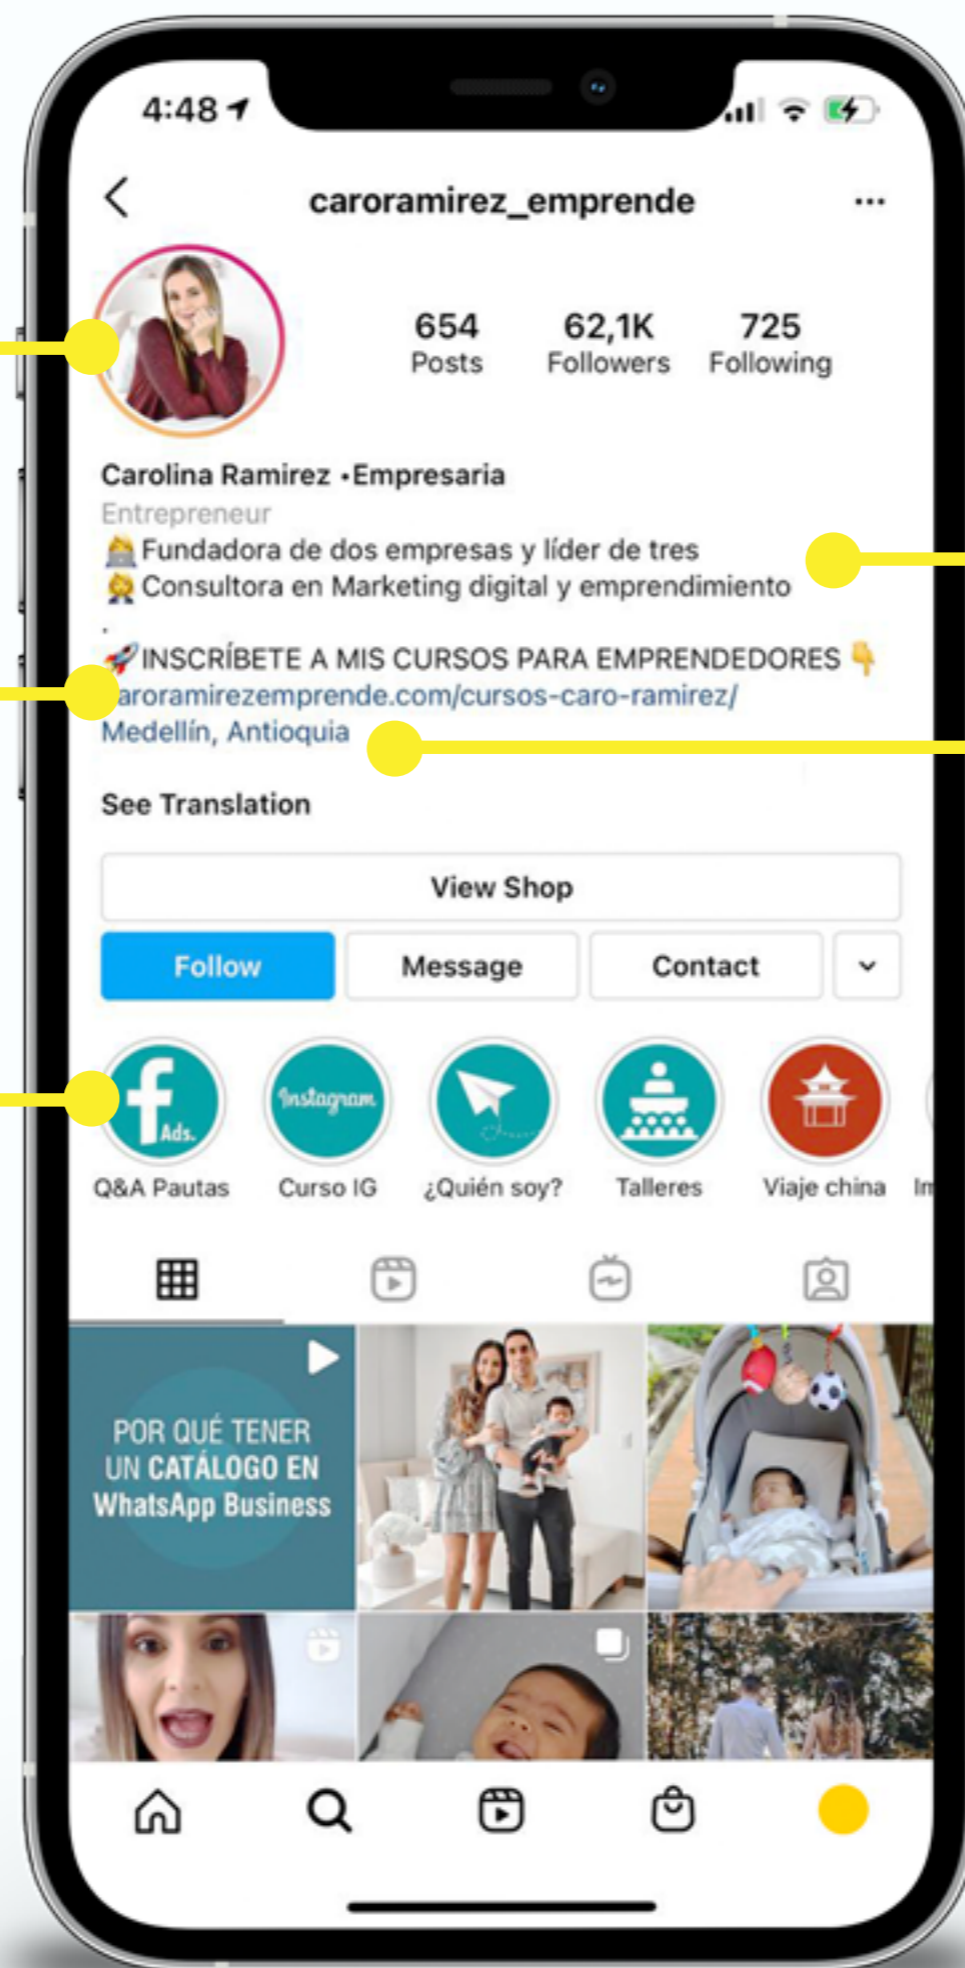 4:48
caroramirez_emprende
654 62,1K 725
Posts Followers Following
Carolina Ramirez •Empresaria
Entrepreneur
Fundadora de dos empresas y líder de tres
Consultora en Marketing digital y emprendimiento
.
INSCRÍBETE A MIS CURSOS PARA EMPRENDEDORES
aroramirezemprende.com/cursos-caro-ramirez/
Medellín, Antioquia
See Translation
View Shop
Follow Message Contact
f Ads.
Instagram
Q&A Pautas Curso IG ¿Quién soy? Talleres Viaje china
POR QUÉ TENER
UN CATÁLOGO EN
WhatsApp Business